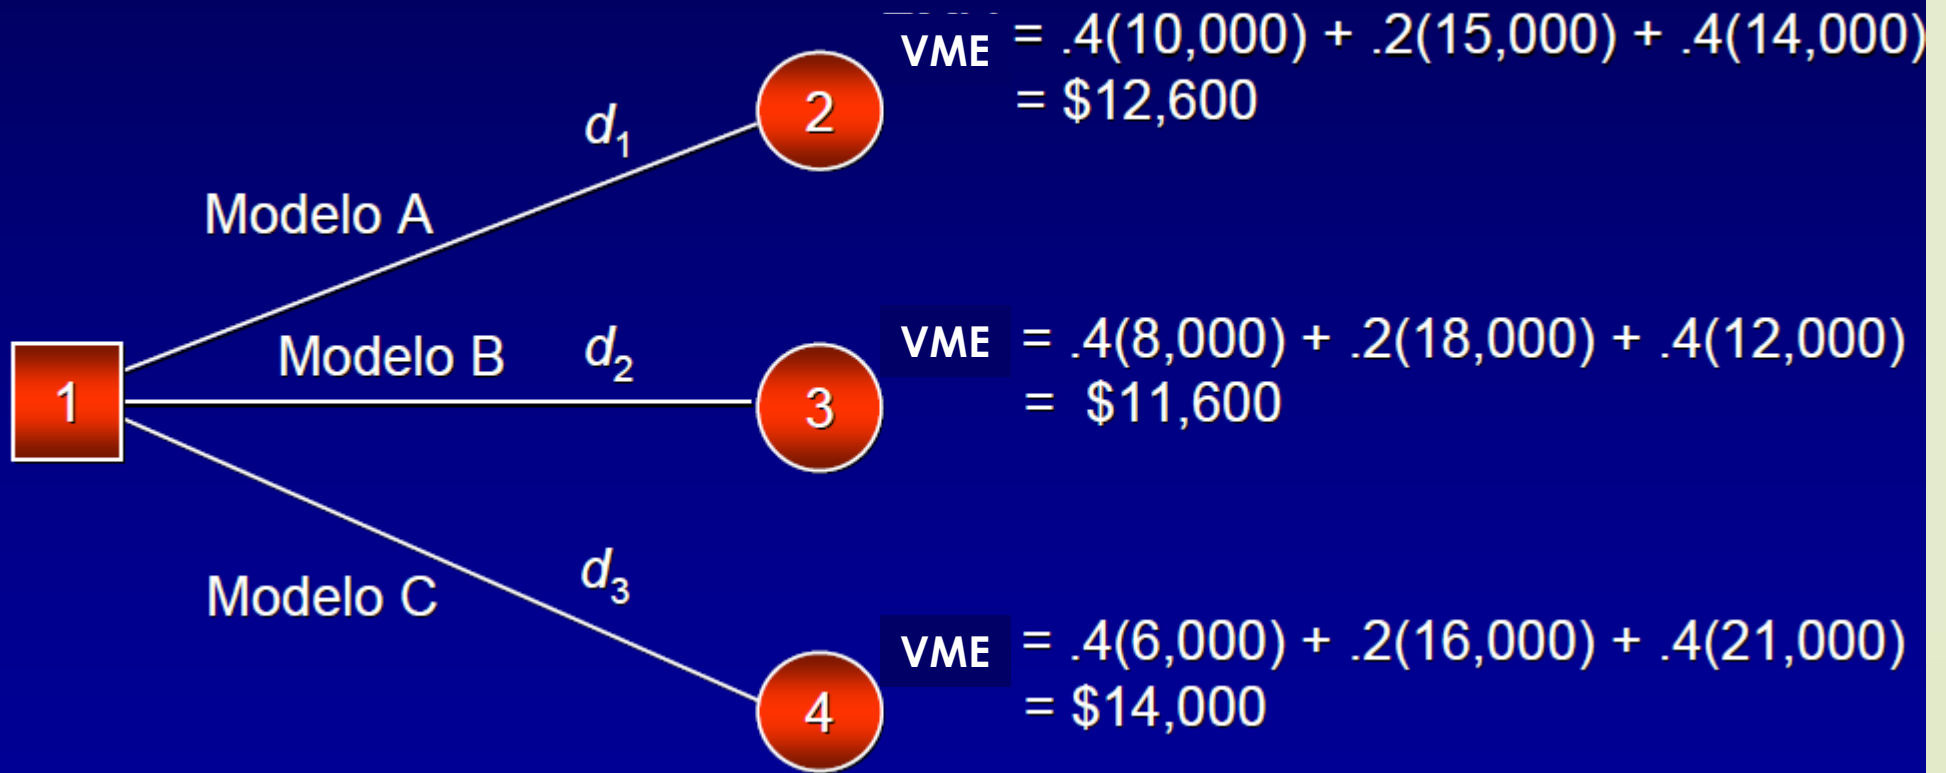 VME = .4(10,000) + .2(15,000) + .4(14,000)
= $12,600
2
d1
Modelo A
VME = .4(8,000) + .2(18,000) + .4(12,000)
= $11,600
Modelo B d2
1
3
d3
Modelo C
VME = .4(6,000) + .2(16,000) + .4(21,000)
= $14,000
4